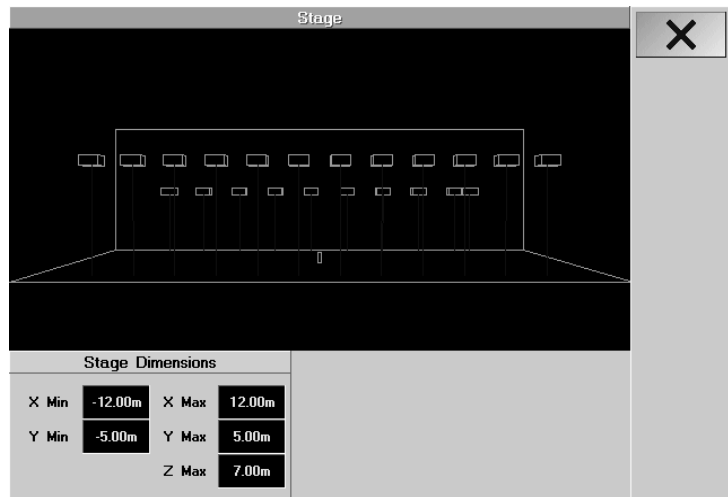 Stage
Stage Dimensions
X Min -12.00m X Max 12.00m
Y Min -5.00m Y Max 5.00m
Z Max 7.00m